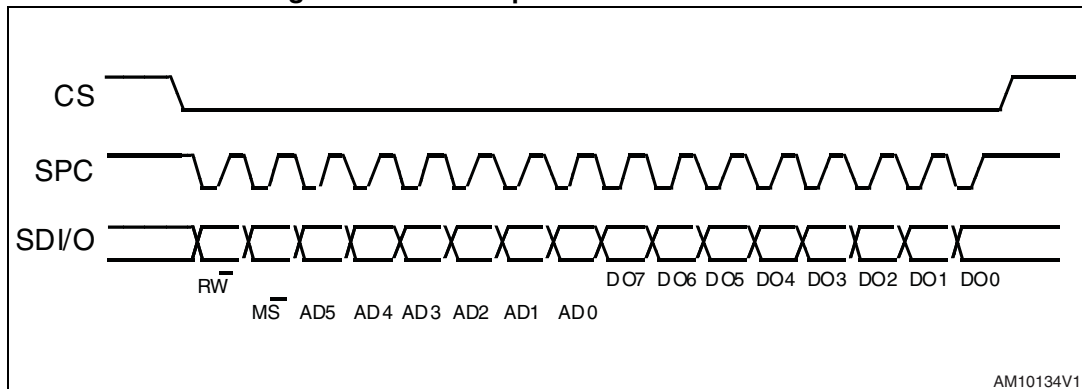 CS
SPC
SDI/O
RW
DO7 DO6 DO5 DO4 DO3 DO2 DO1 DO0
MS AD5 AD4 AD3 AD2 AD1 AD0
AM10134V1